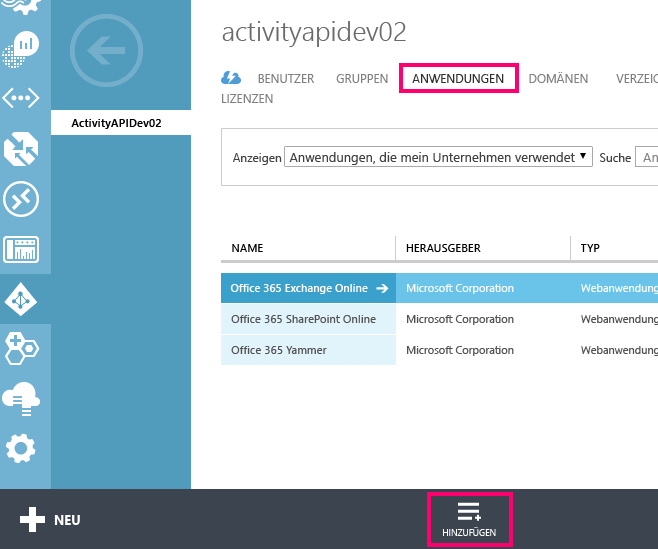 activityapidev02
BENUTZER GRUPPEN ANWENDUNGEN DOMÄNEN VERZEIC
LIZENZEN
ActivityAPIDev02
Anzeigen Anwendungen, die mein Unternehmen verwendet Suche An
NAME HERAUSGEBER TYP
Office 365 Exchange Online Microsoft Corporation Webanwendung
Office 365 SharePoint Online Microsoft Corporation Webanwendung
Office 365 Yammer Microsoft Corporation Webanwendung
NEU
HINZUFÜGEN